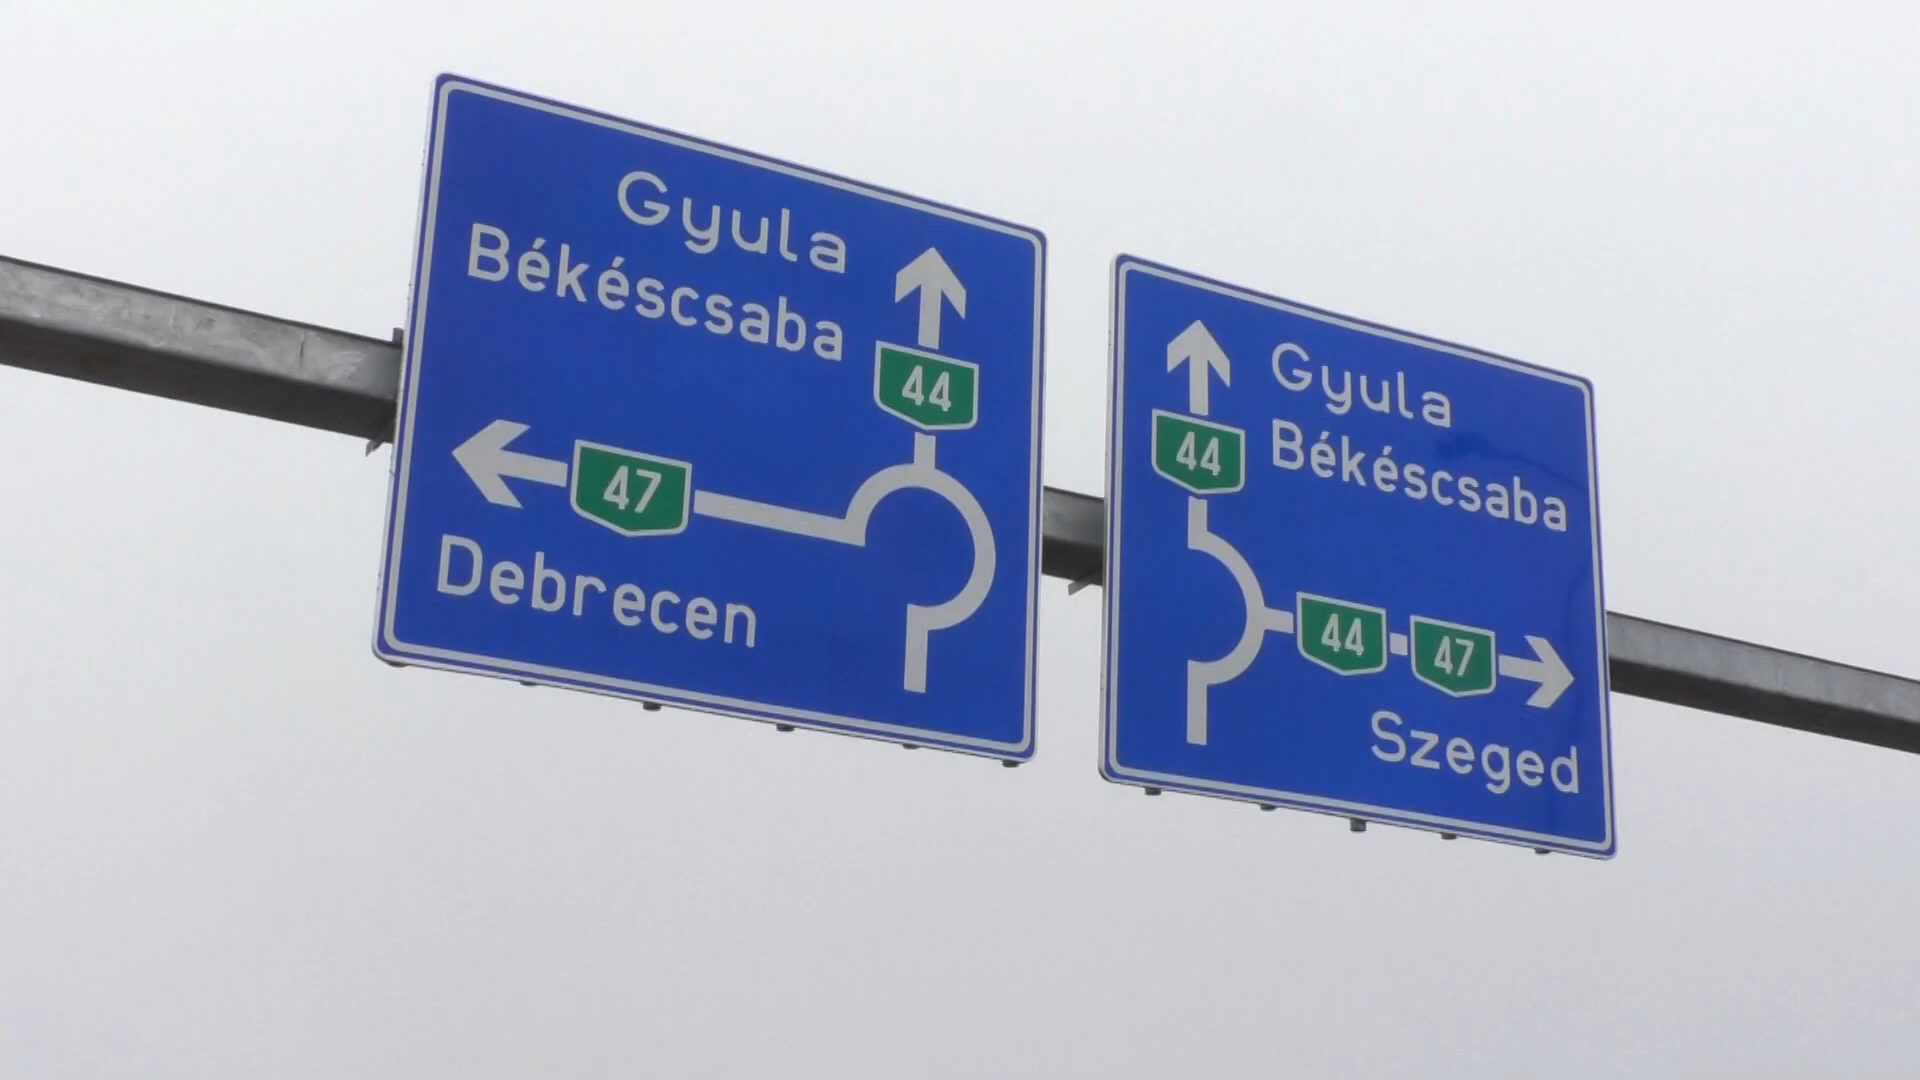 Gyula
Békéscsaba
44
47
Debrecen
Gyula
44
Békéscsaba
44 47
Szeged